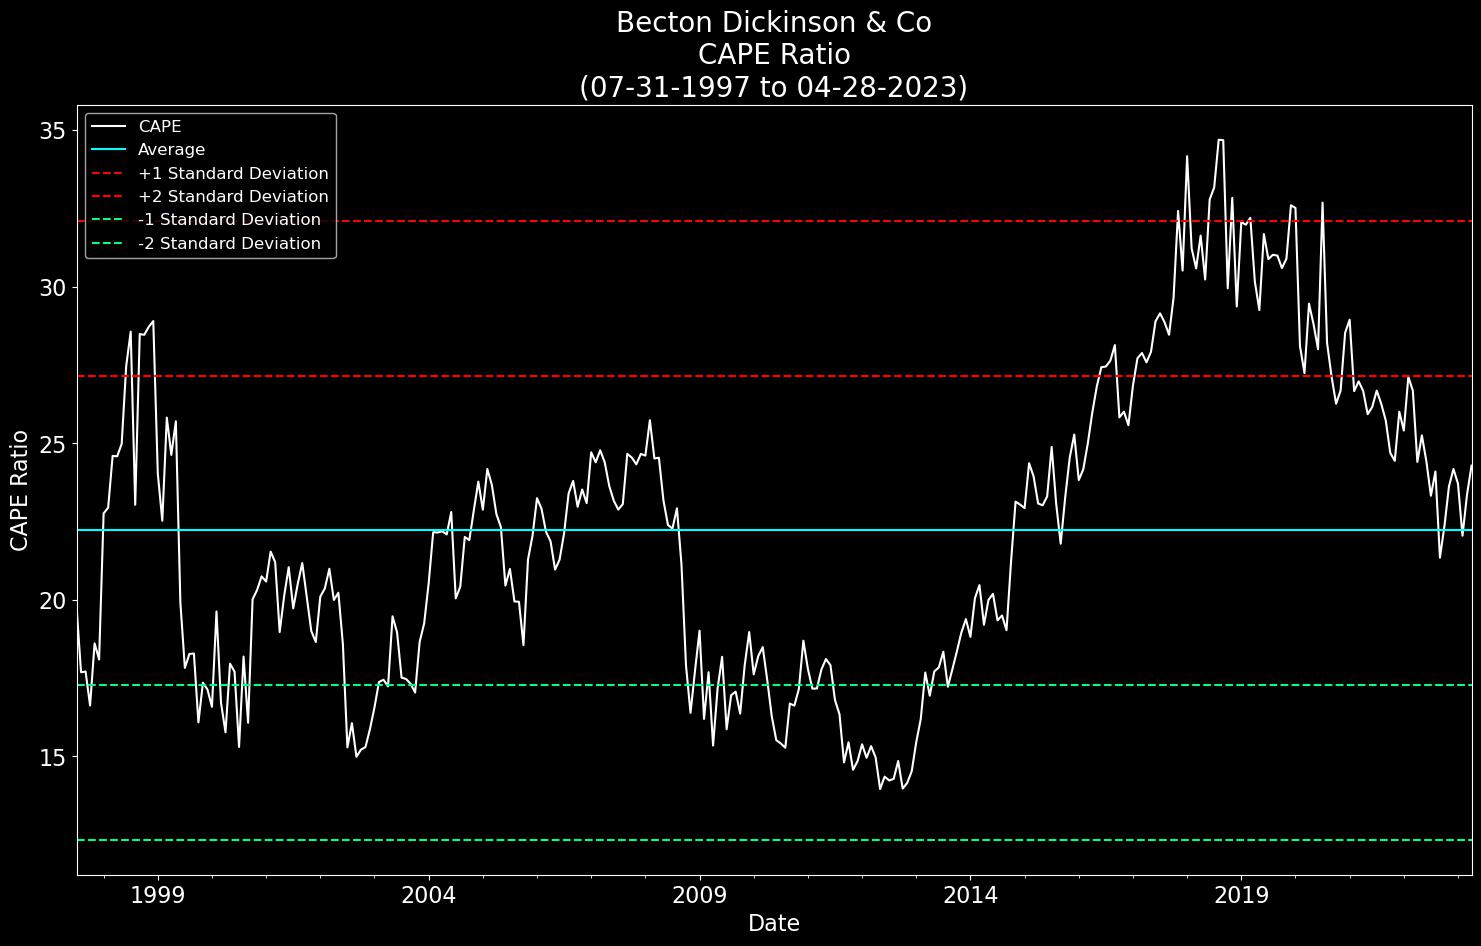 Becton Dickinson & Co
CAPE Ratio
(07-31-1997 to 04-28-2023)
CAPE
Average
+1 Standard Deviation
+2 Standard Deviation
-1 Standard Deviation
-2 Standard Deviation
CAPE Ratio
35
30
25
20
15
1999
2004
2009
2014
2019
Date